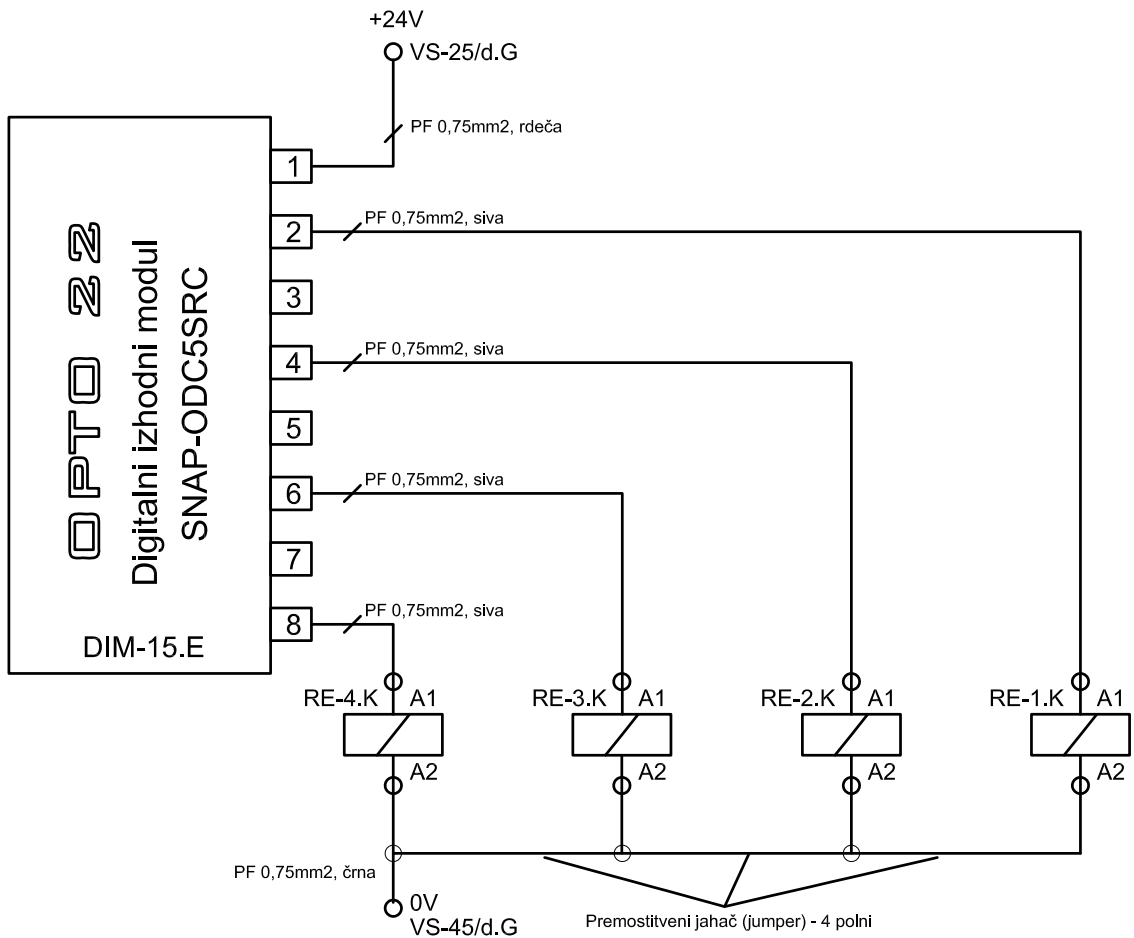 +24V
VS-25/d.G
PF 0,75mm2, rdeča
1
PF 0,75mm2, siva
2
3
PF 0,75mm2, siva
4
5
PF 0,75mm2, siva
6
7
PF 0,75mm2, siva
8
OPTO 22
Digitalni izhodni modul
SNAP-ODC5SRC
DIM-15.E
RE-4.K A1
RE-3.K A1
RE-2.K A1
RE-1.K A1
A2
A2
A2
A2
PF 0,75mm2, črna
0V
VS-45/d.G
Premostitveni jahač (jumper) - 4 polni